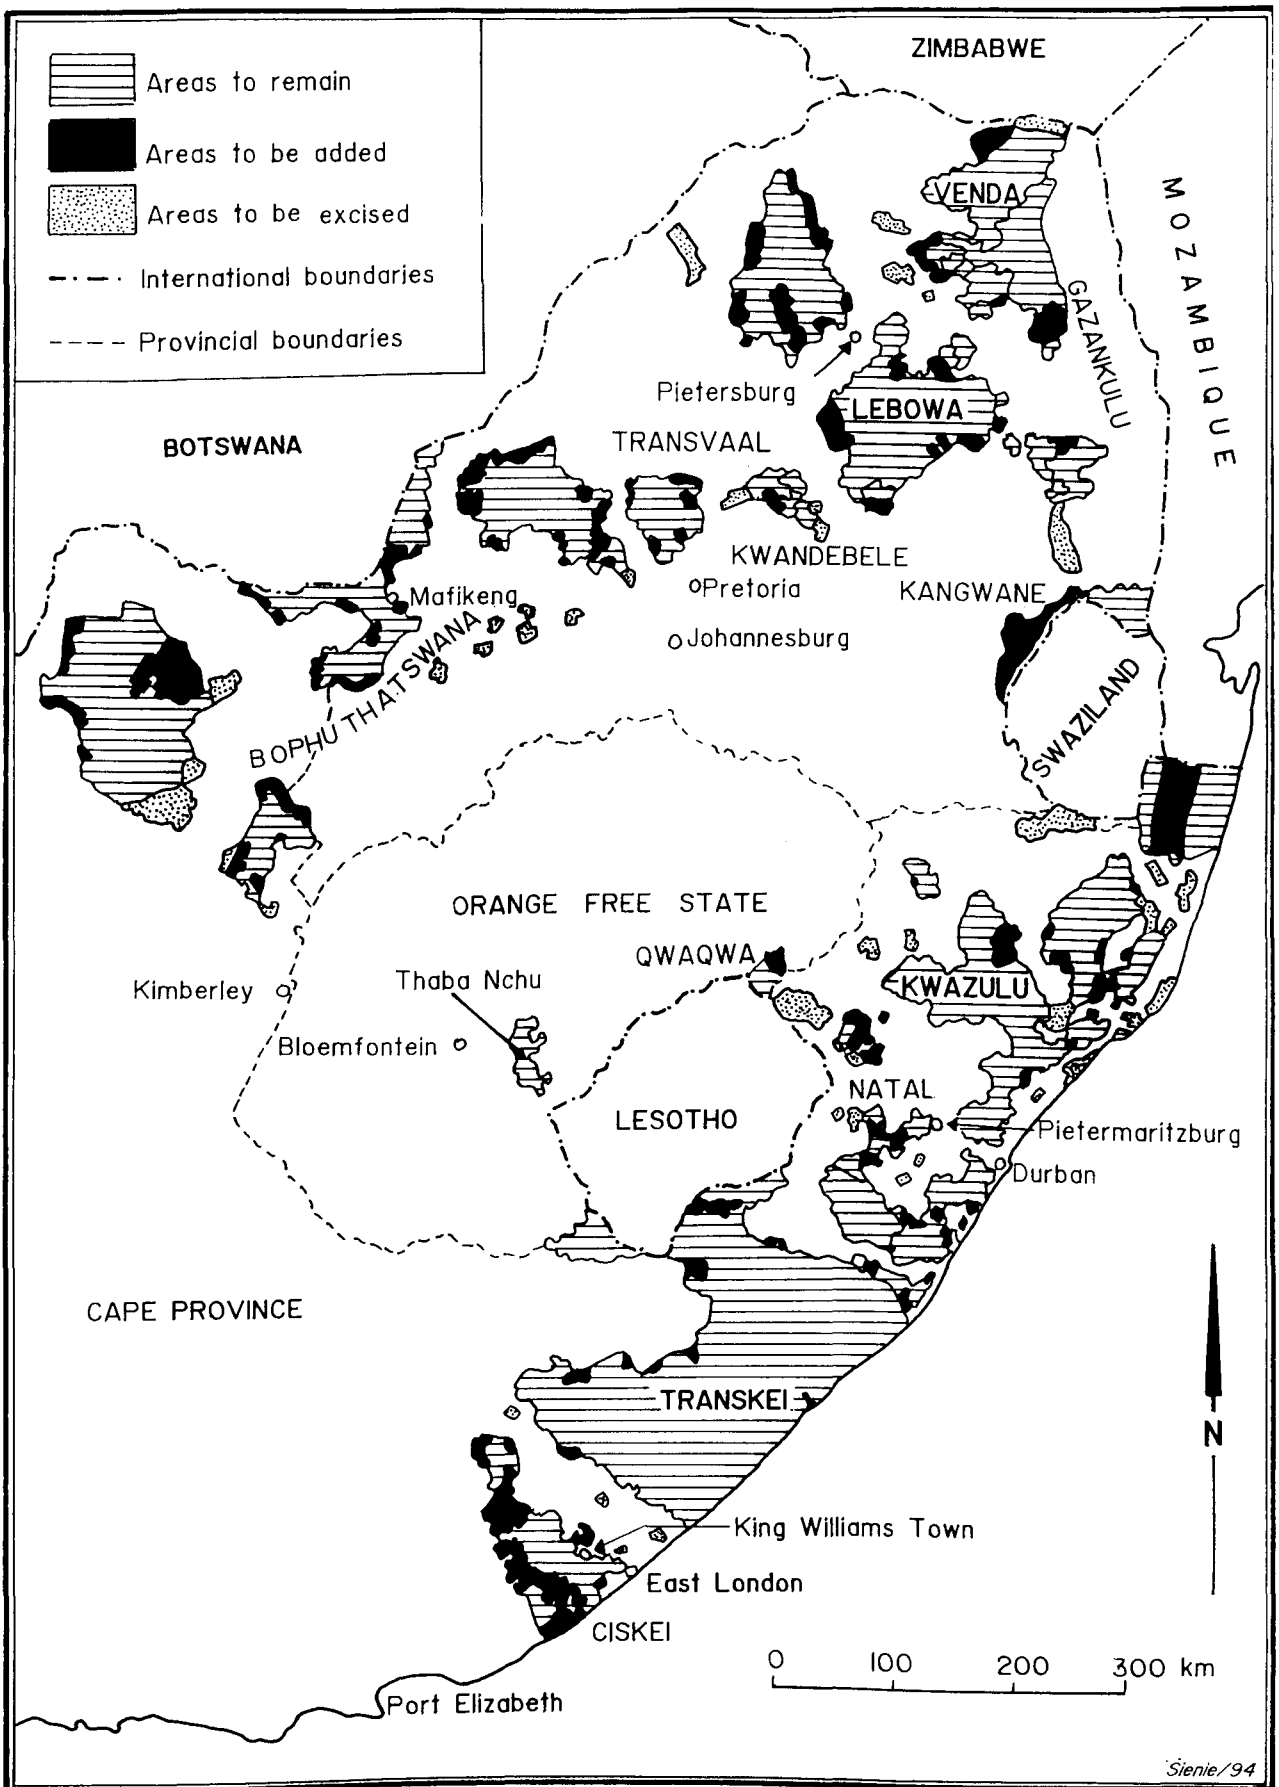 Areas to remain
Areas to be added
Areas to be excised
International boundaries
Provincial boundaries
ZIMBABWE
VENDA
MOZAMBIQUE
GAZANKULU
Pietersburg
LEBOWA
BOTSWANA
TRANSVAAL
KWANDEBELE
Pretoria
KANGWANE
Mafikeng
Johannesburg
BOPHUTHATSWANA
SWAZILAND
ORANGE FREE STATE
QWAQWA
Thaba Nchu
Kimberley
KWAZULU
Bloemfontein
NATAL
LESOTHO
Pietermaritzburg
Durban
CAPE PROVINCE
TRANSKEI
N
King Williams Town
East London
CISKEI
0 100 200 300 km
Port Elizabeth
Sienie/94